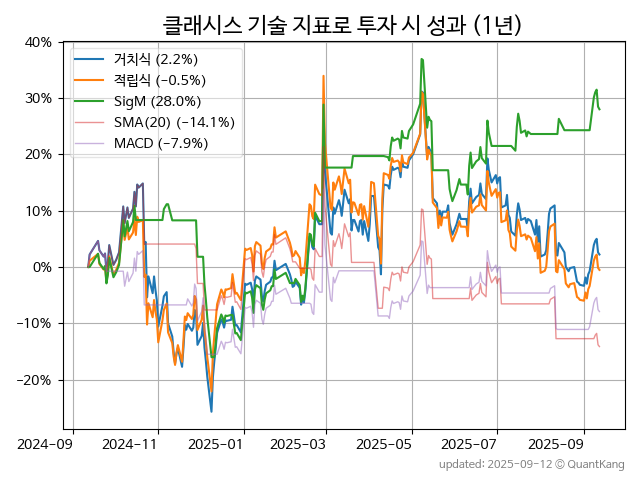 클래시스 기술 지표로 투자 시 성과 (1년)
거치식 (2.2%)
적립식 (−0.5%)
SigM (28.0%)
SMA(20) (−14.1%)
MACD (−7.9%)
40%
30%
20%
10%
0%
−10%
−20%
2024-09
2024-11
2025-01
2025-03
2025-05
2025-07
2025-09
updated: 2025-09-12 © QuantKang